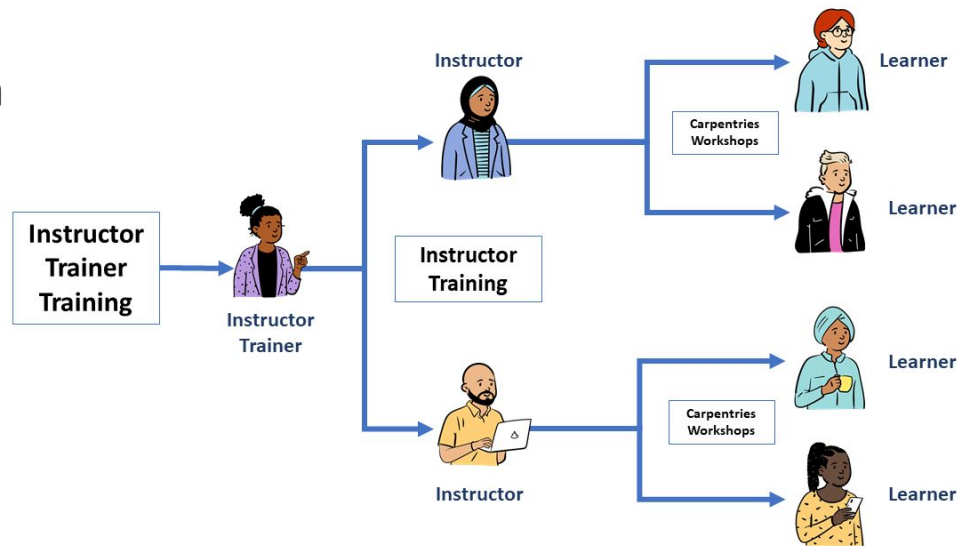 Instructor
Trainer
Training
Instructor
Trainer
Instructor
Instructor
Training
Instructor
Carpentries
Workshops
Learner
Learner
Carpentries
Workshops
Learner
Learner